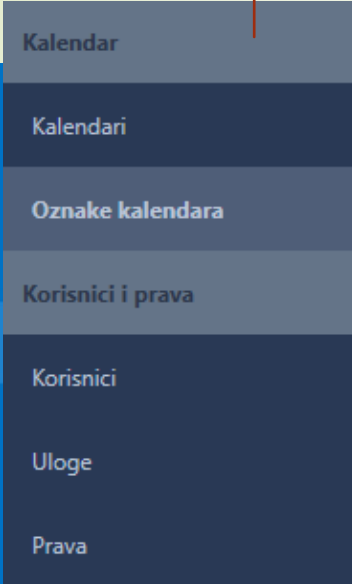 Kalendar
Kalendari
Oznake kalendara
Korisnici i prava
Korisnici
Uloge
Prava